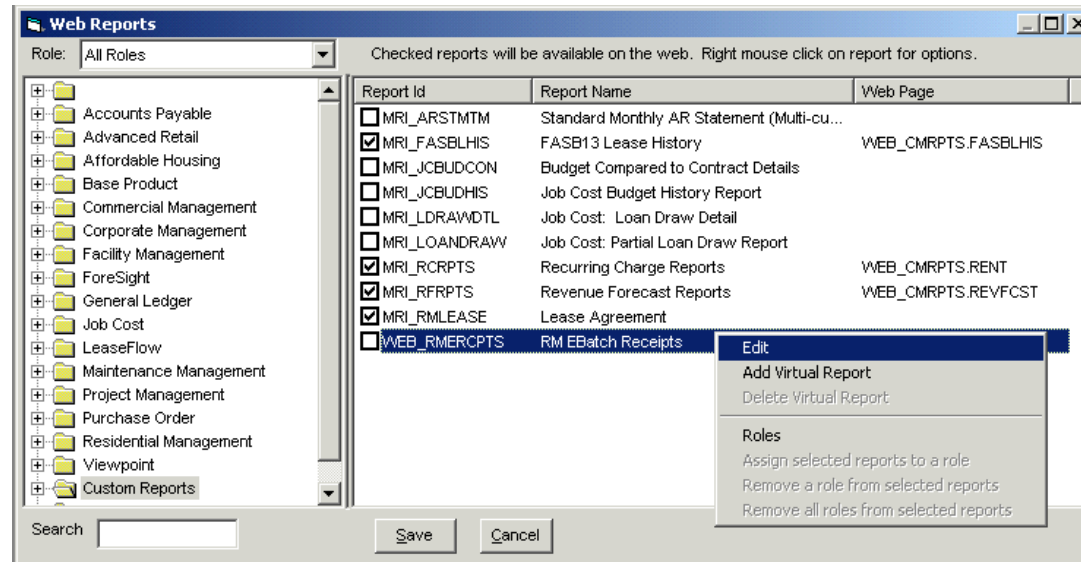 Web Reports
Role: All Roles
Checked reports will be available on the web. Right mouse click on report for options.
Accounts Payable
Advanced Retail
Affordable Housing
Base Product
Commercial Management
Corporate Management
Facility Management
ForeSight
General Ledger
Job Cost
LeaseFlow
Maintenance Management
Project Management
Purchase Order
Residential Management
Viewpoint
Custom Reports
Report Id Report Name Web Page
MRI_ARSTMTM Standard Monthly AR Statement (Multi-cu...
MRI_FASBLHIS FASB13 Lease History WEB_CMRPTS.FASBLHIS
MRI_JCBUDCON Budget Compared to Contract Details
MRI_JCBUDHIS Job Cost Budget History Report
MRI_LDRAWDTL Job Cost: Loan Draw Detail
MRI_LOANDRAW Job Cost: Partial Loan Draw Report
MRI_RCRPTS Recurring Charge Reports WEB_CMRPTS.RENT
MRI_RFRPTS Revenue Forecast Reports WEB_CMRPTS.REVFCST
MRI_RMLEASE Lease Agreement
WEB_RMERCPTS RM EBatch Receipts
Edit
Add Virtual Report
Delete Virtual Report
Roles
Assign selected reports to a role
Remove a role from selected reports
Remove all roles from selected reports
Search
Save Cancel